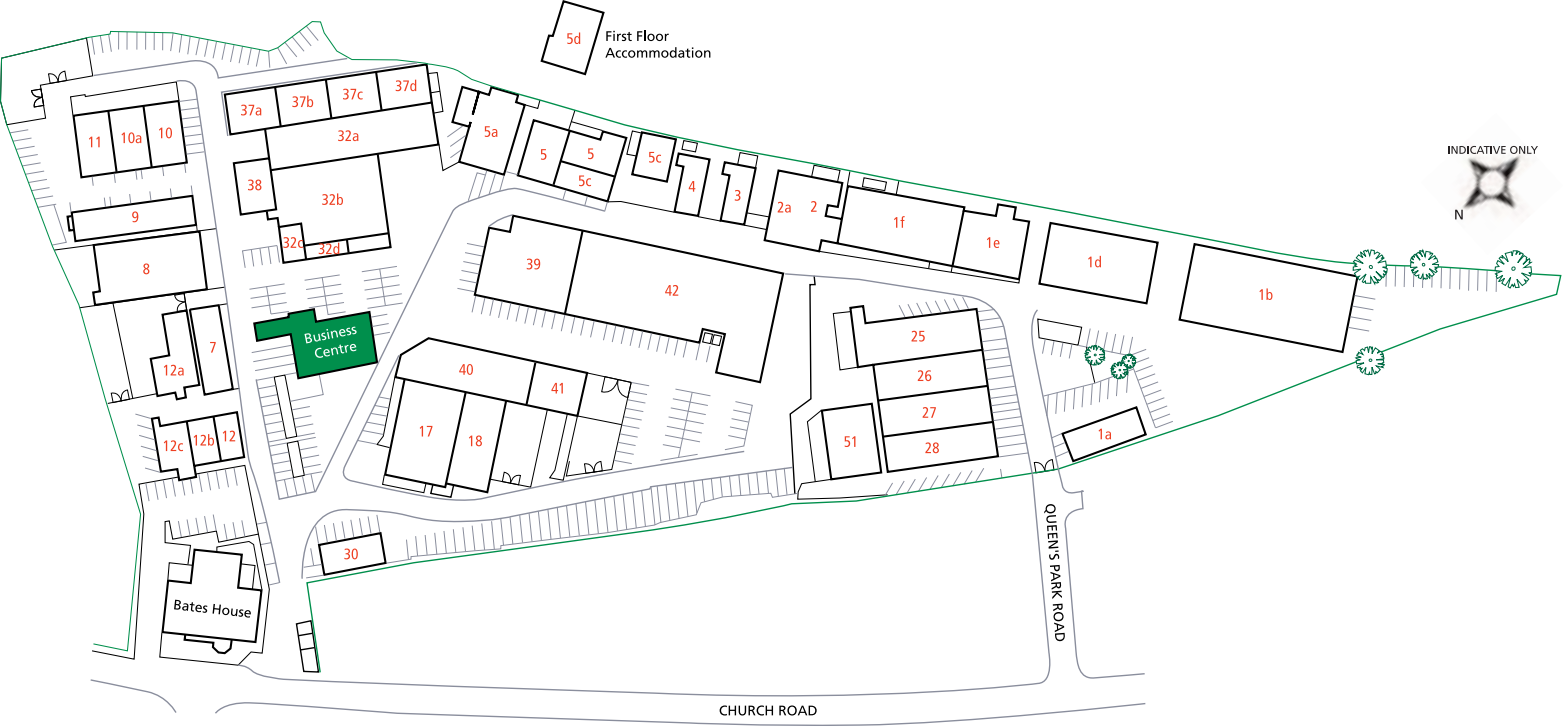 5d
First Floor
Accommodation
37a
37b
37c
37d
11
10a
10
32a
5a
5
5
5c
5c
4
3
2a
2
1f
1e
1d
1b
INDICATIVE ONLY
N
38
32b
9
32c
32d
8
39
42
Business
Centre
7
12a
40
41
25
26
27
28
51
1a
17
18
12c
12b
12
30
Bates House
QUEEN'S PARK ROAD
CHURCH ROAD